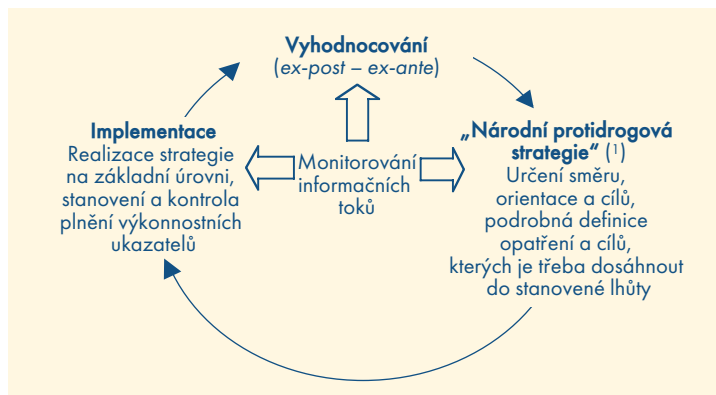 Vyhodnocování
(ex-post – ex-ante)
Implementace
Realizace strategie
na základní úrovni,
stanovení a kontrola
plnění výkonnostních
ukazatelů
Monitorování
informačních
toků
„Národní protidrogová
strategie“ (¹)
Určení směru,
orientace a cílů,
podrobná definice
opatření a cílů,
kterých je třeba dosáhnout
do stanovené lhůty